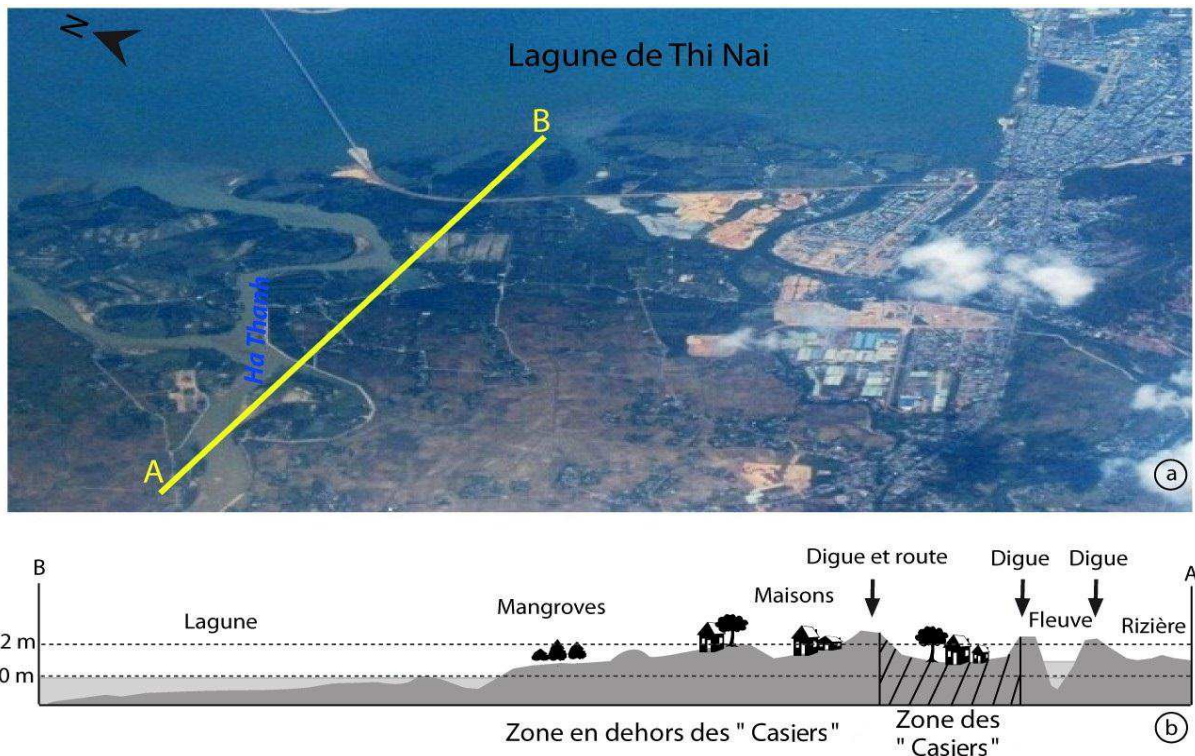 N
Lagune de Thi Nai
B
Ha Thanh
A
a
B
Digue et route
Digue
Digue
A
Lagune
Mangroves
Maisons
Fleuve
Rizière
2 m
0 m
Zone en dehors des " Casiers "
Zone des
" Casiers"
b